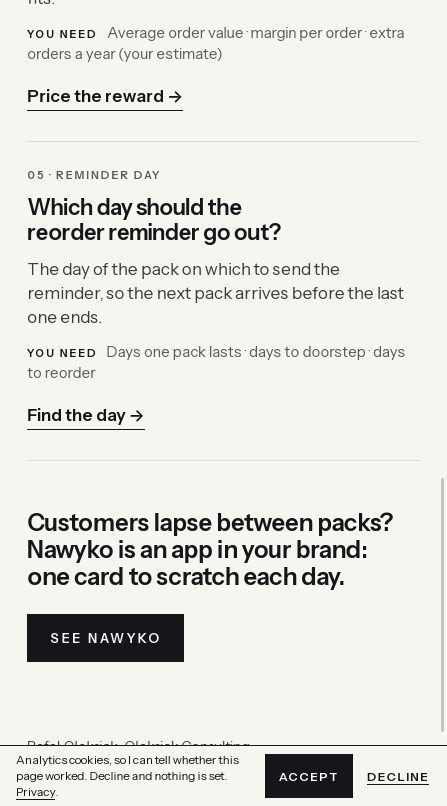 YOU NEED Average order value · margin per order · extra
orders a year (your estimate)
Price the reward →
05 · REMINDER DAY
Which day should the
reorder reminder go out?
The day of the pack on which to send the
reminder, so the next pack arrives before the last
one ends.
YOU NEED Days one pack lasts · days to doorstep · days
to reorder
Find the day →
Customers lapse between packs?
Nawyko is an app in your brand:
one card to scratch each day.
SEE NAWYKO
Analytics cookies, so I can tell whether this
page worked. Decline and nothing is set.
Privacy.
ACCEPT
DECLINE